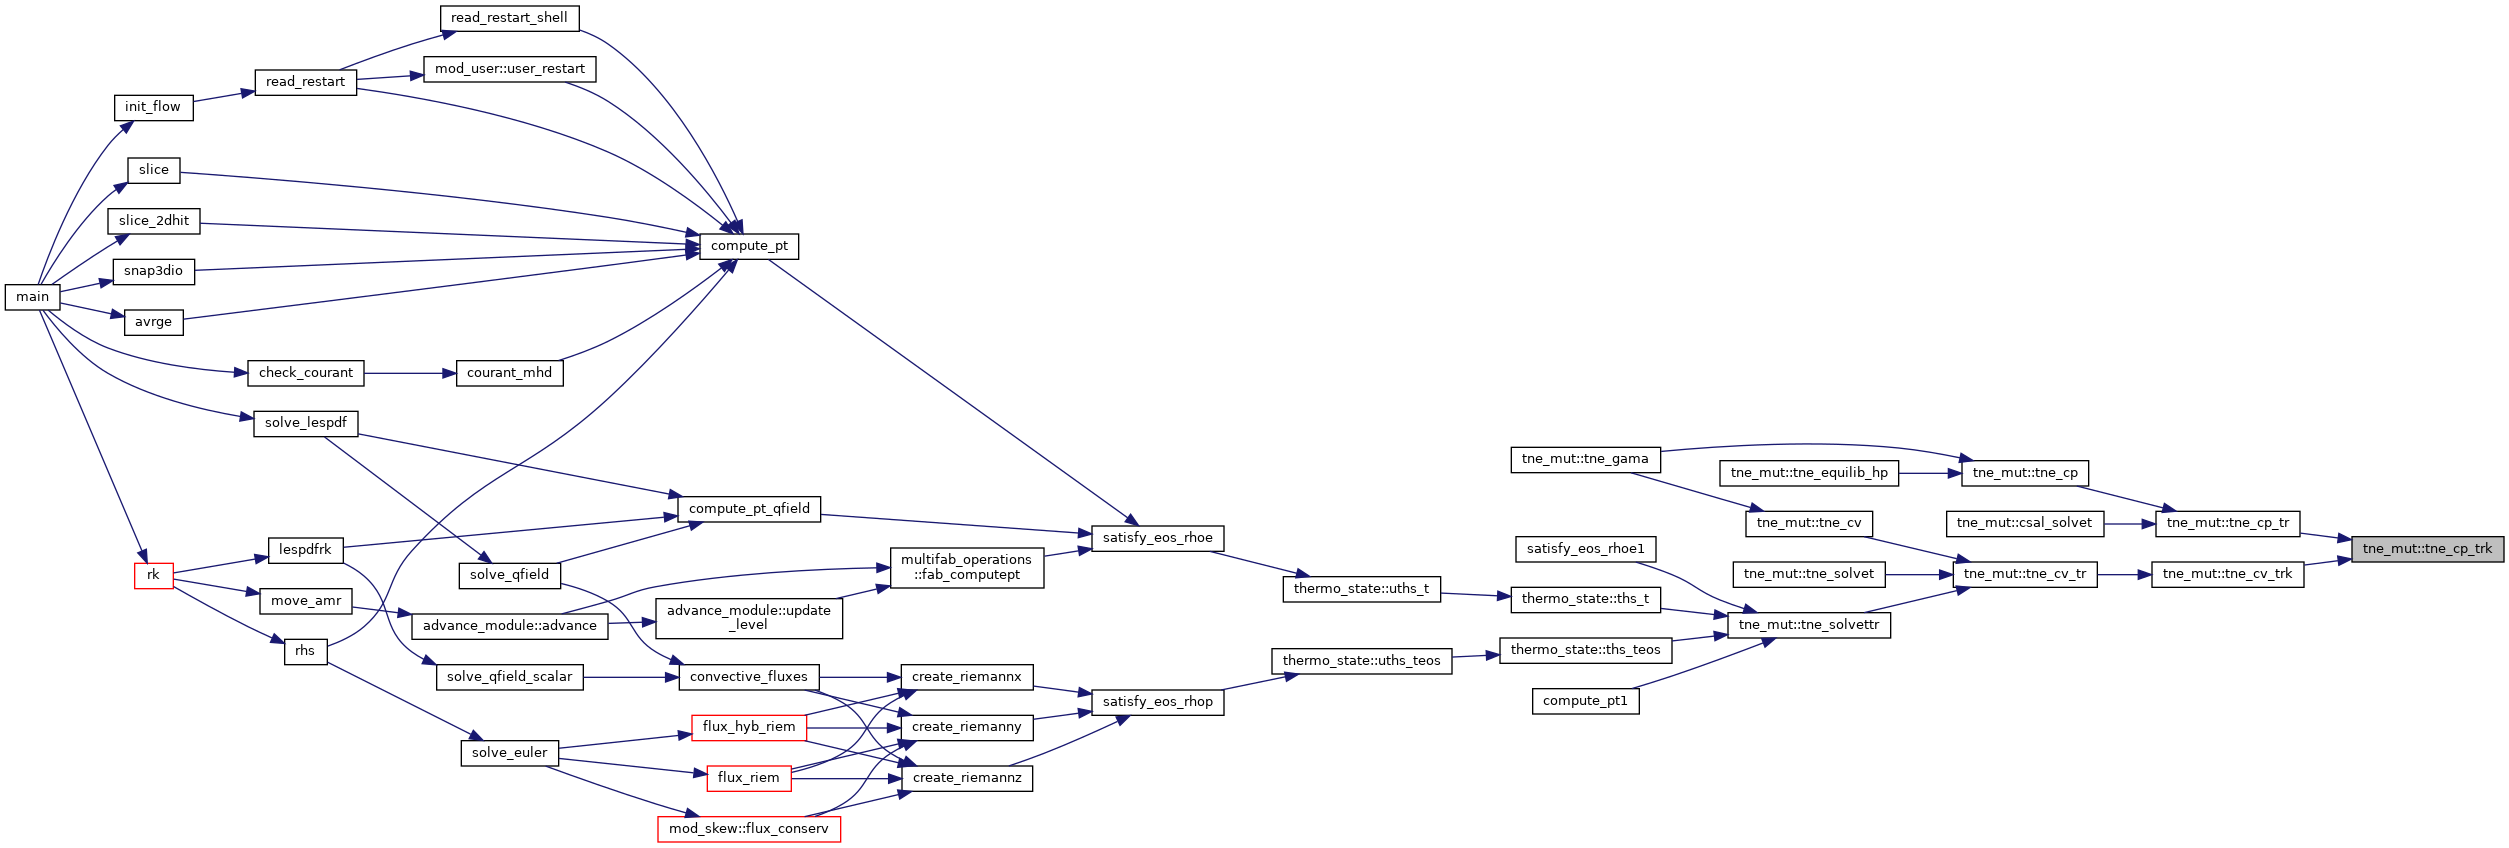 read_restart_shell
mod_user::user_restart
read_restart
init_flow
slice
slice_2dhit
compute_pt
snap3dio
main
avrge
check_courant
courant_mhd
solve_lespdf
tne_mut::tne_gama
tne_mut::tne_equilib_hp
tne_mut::tne_cp
compute_pt_qfield
tne_mut::tne_cv
tne_mut::csal_solvet
tne_mut::tne_cp_tr
satisfy_eos_rhoe
lespdfrk
satisfy_eos_rhoe1
tne_mut::tne_cp_trk
multifab_operations
::fab_computept
rk
solve_qfield
tne_mut::tne_solvet
tne_mut::tne_cv_tr
tne_mut::tne_cv_trk
thermo_state::uths_t
thermo_state::ths_t
move_amr
advance_module::update
_level
advance_module::advance
tne_mut::tne_solvettr
rhs
thermo_state::ths_teos
thermo_state::uths_teos
solve_qfield_scalar
convective_fluxes
create_riemannx
satisfy_eos_rhop
compute_pt1
flux_hyb_riem
create_riemanny
solve_euler
flux_riem
create_riemannz
mod_skew::flux_conserv